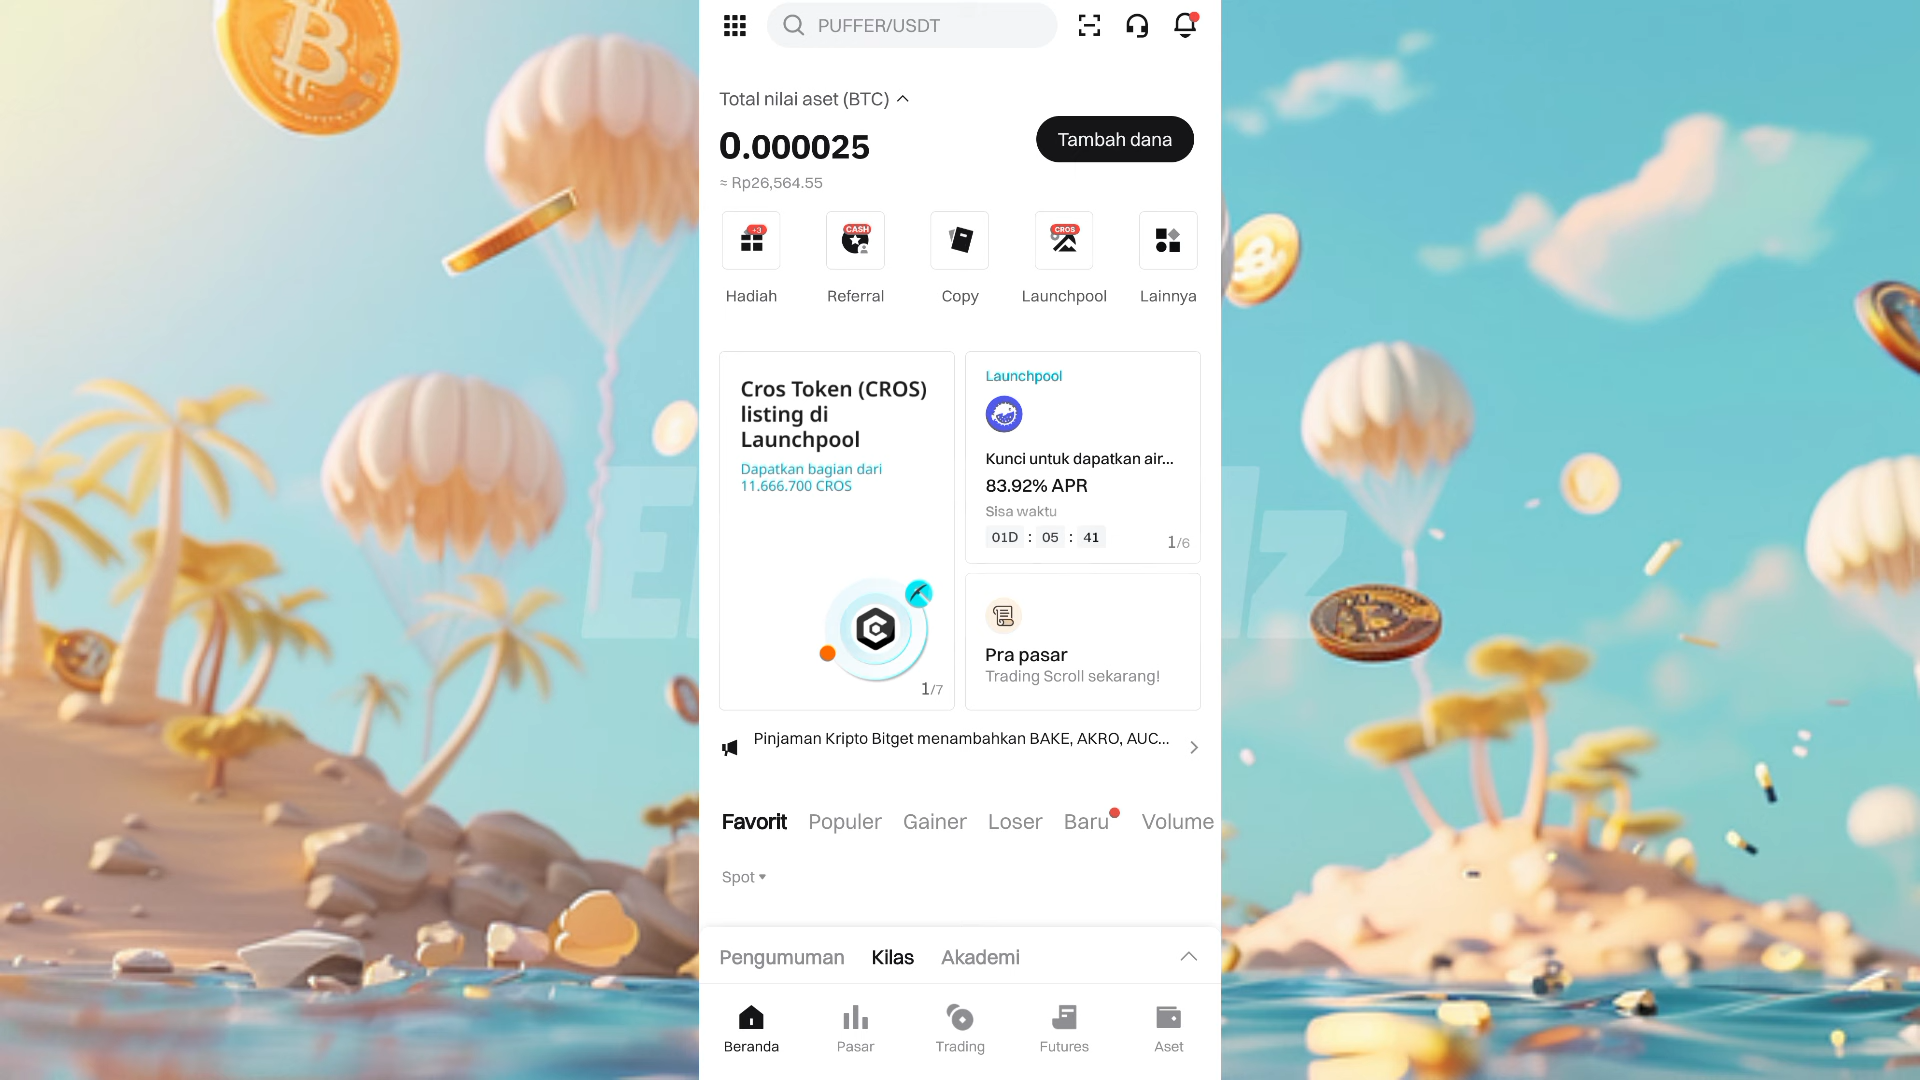 PUFFER/USDT
Total nilai aset (BTC)
0.000025
Tambah dana
≈ Rp26,564.55
+3
CASH
CROS
Hadiah
Referral
Copy
Launchpool
Lainnya
Cros Token (CROS)
listing di
Launchpool
Dapatkan bagian dari
11.666.700 CROS
1/7
Launchpool
Kunci untuk dapatkan air...
83.92% APR
Sisa waktu
01D : 05 : 41
1/6
Pra pasar
Trading Scroll sekarang!
Pinjaman Kripto Bitget menambahkan BAKE, AKRO, AUC...
Favorit Populer Gainer Loser Baru Volume
Spot
Pengumuman Kilas Akademi
Beranda
Pasar
Trading
Futures
Aset